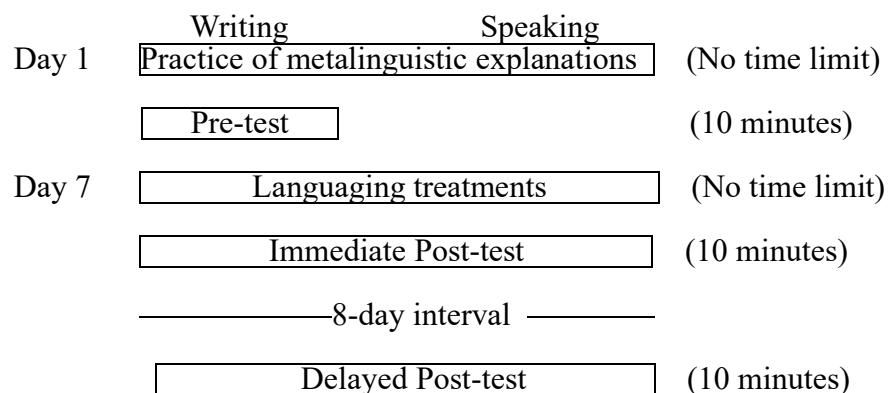 Writing Speaking
Day 1 Practice of metalinguistic explanations (No time limit)
Pre-test (10 minutes)
Day 7 Languaging treatments (No time limit)
Immediate Post-test (10 minutes)
8-day interval
Delayed Post-test (10 minutes)